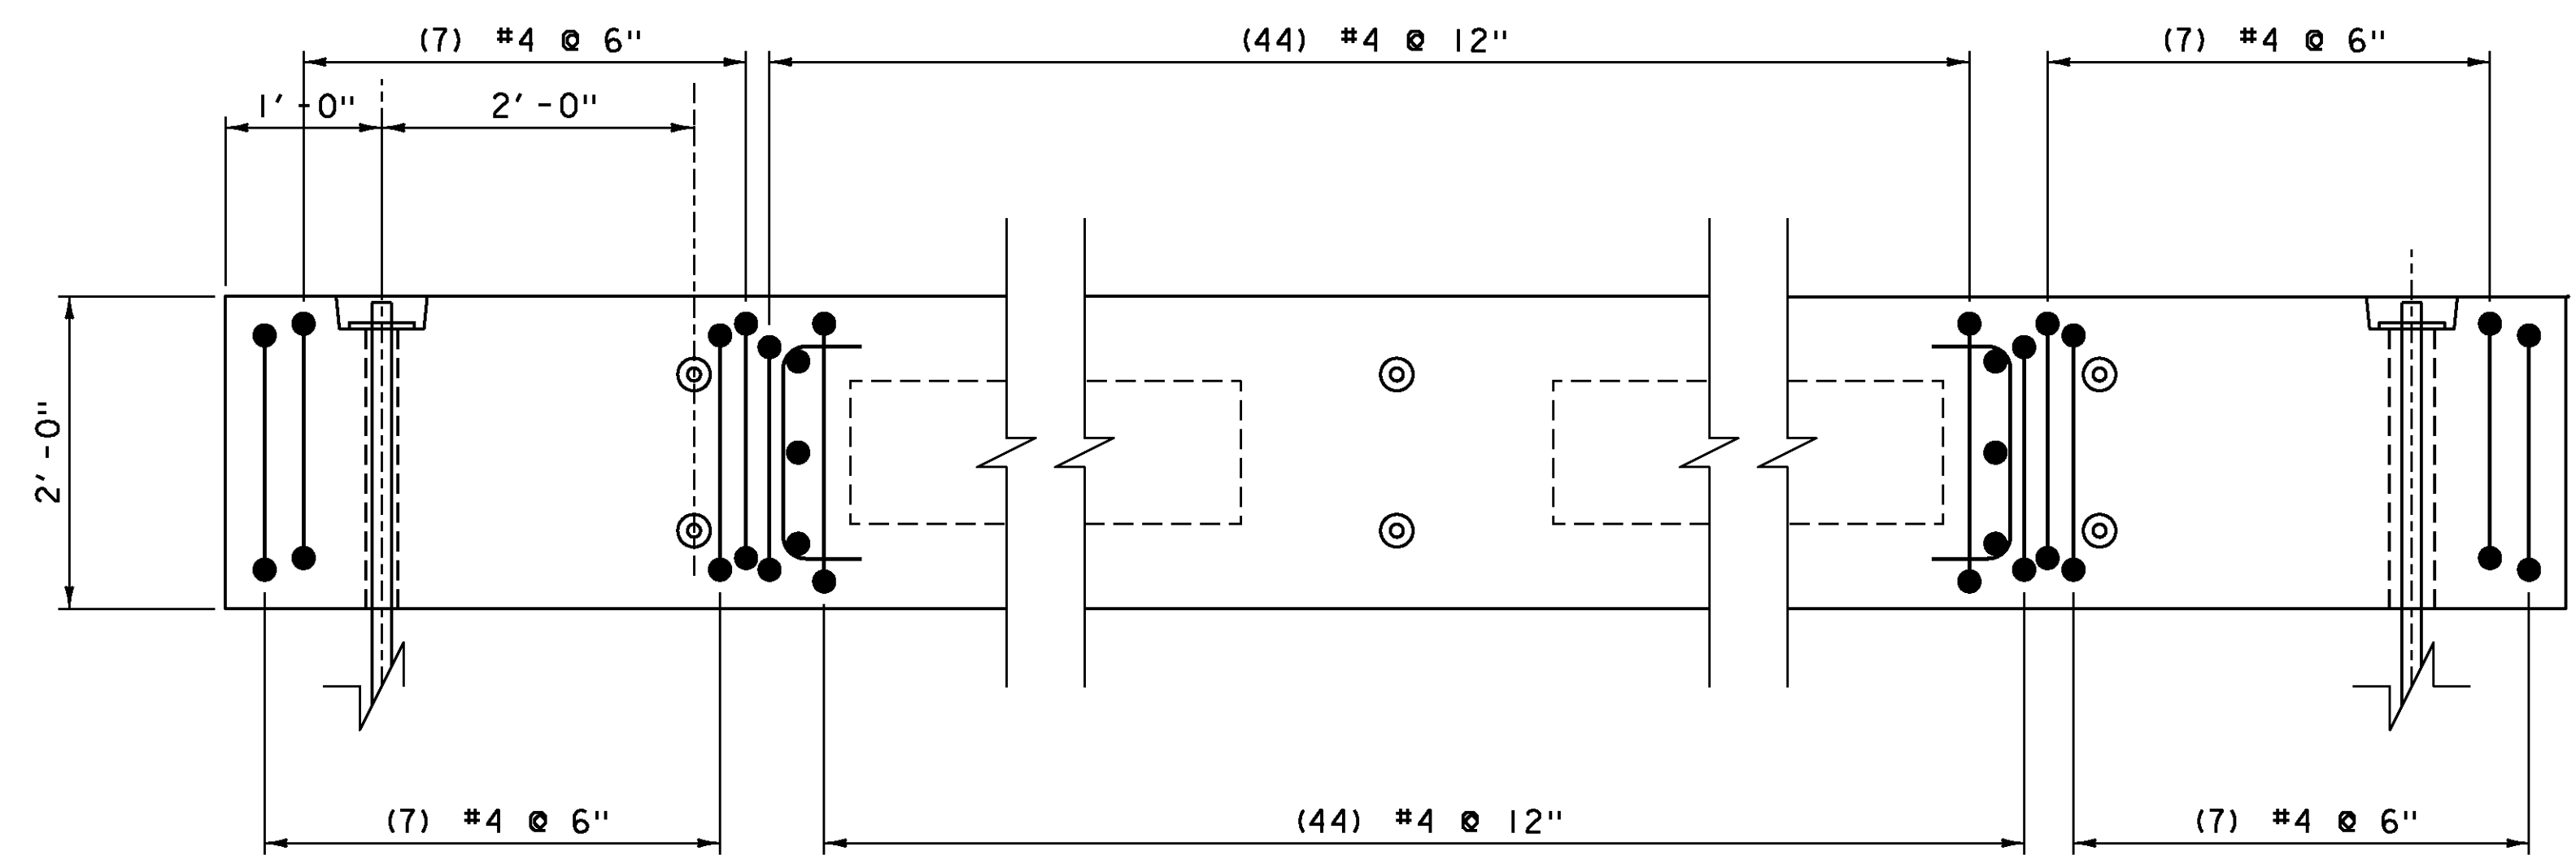 (7) #4 @ 6"
(44) #4 @ 12"
(7) #4 @ 6"
1'-0"
2'-0"
2'-0"
(7) #4 @ 6"
(44) #4 @ 12"
(7) #4 @ 6"